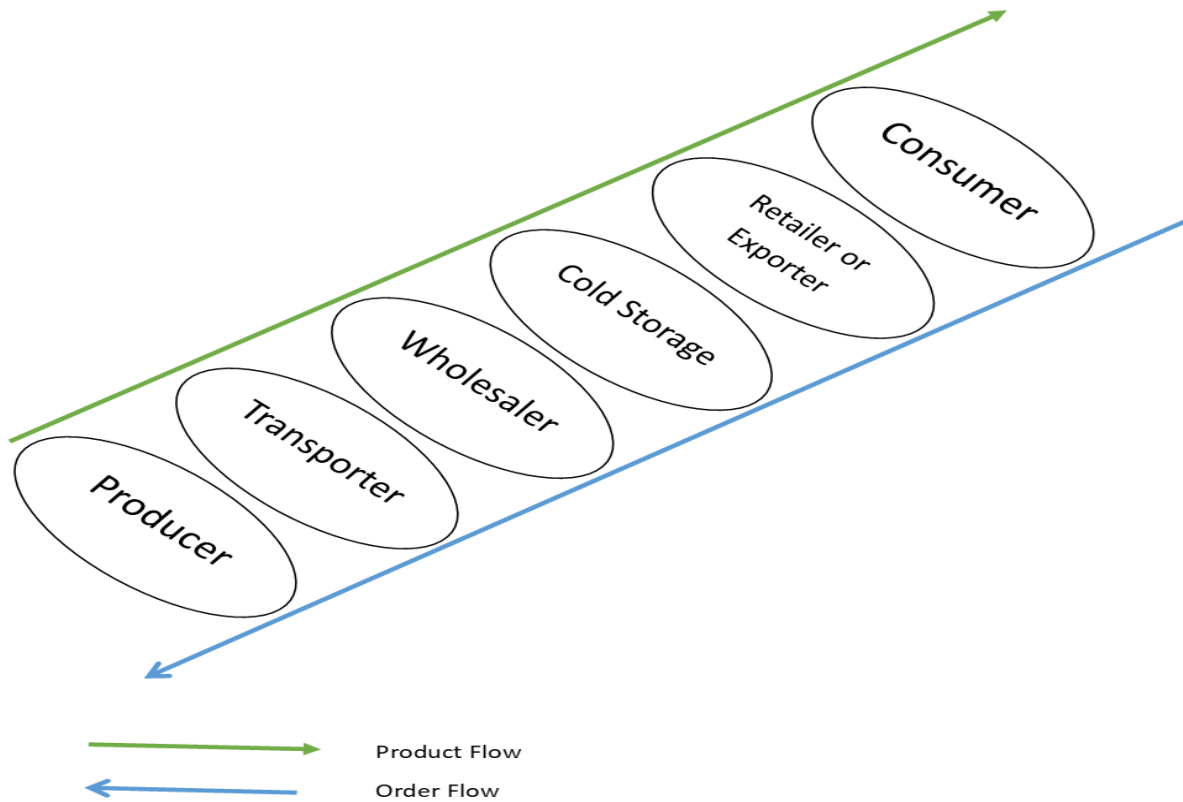 Consumer
Retailer or
Exporter
Cold Storage
Wholesaler
Transporter
Producer
Product Flow
Order Flow